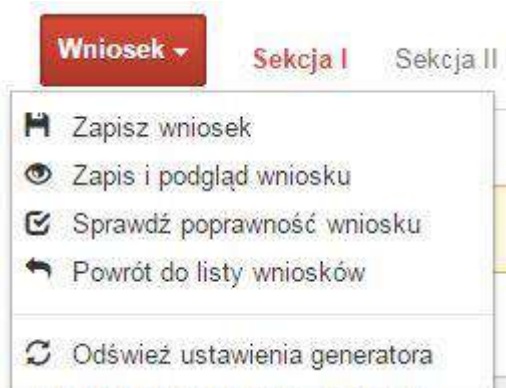 Wniosek Sekcja I Sekcja II
Zapisz wniosek
Zapis i podgląd wniosku
Sprawdź poprawność wniosku
Powrót do listy wniosków
Odśwież ustawienia generatora